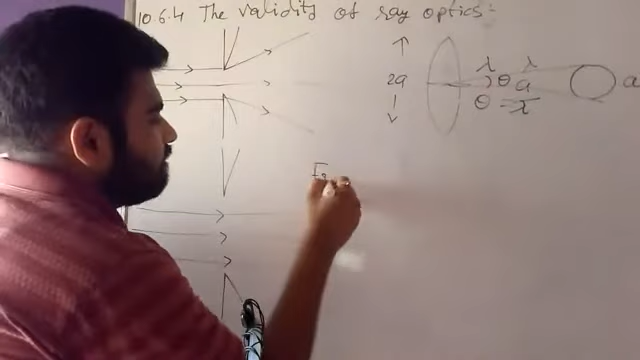 10.6.4 The validity of ray optics:
2a
λ λ
θ a
θ = λ
a